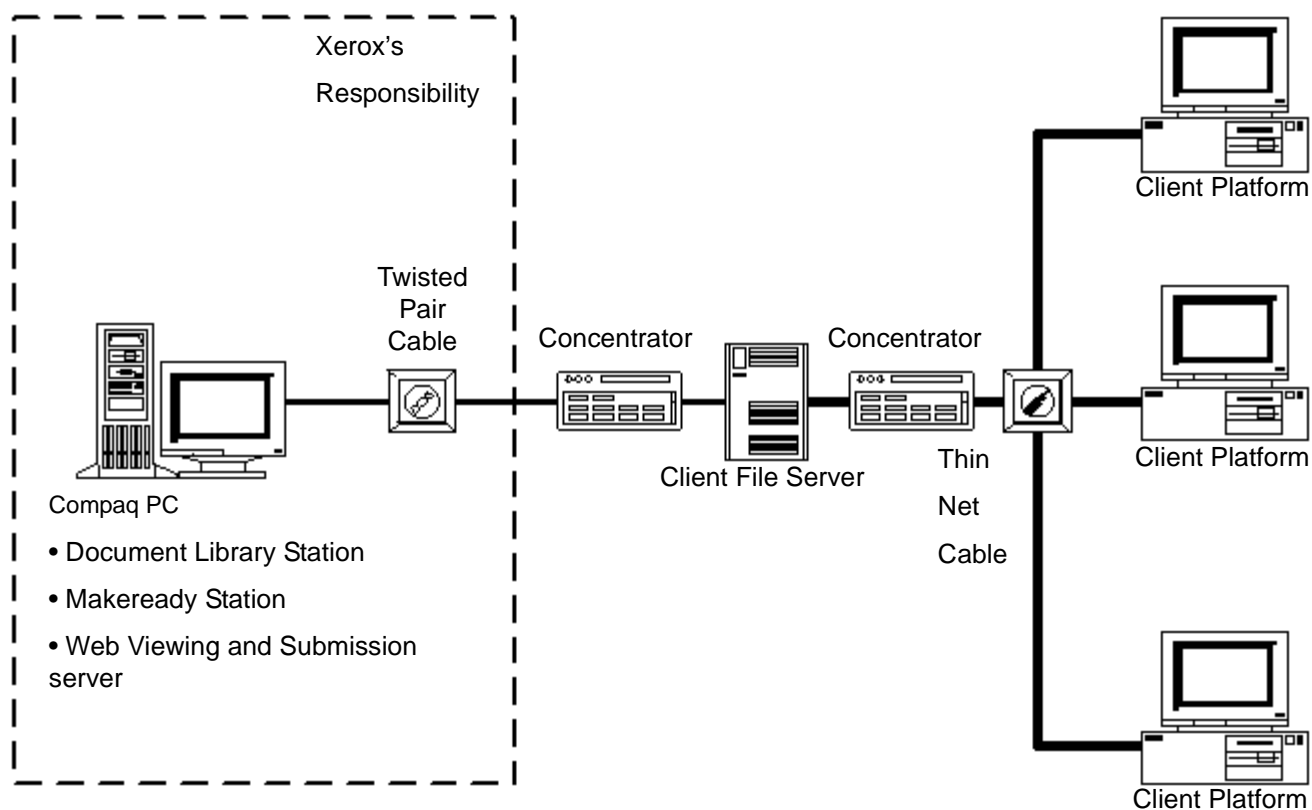 Xerox's
Responsibility
Client Platform
Twisted
Pair
Cable
Concentrator
Concentrator
Client File Server
Thin
Net
Cable
Client Platform
Compaq PC
• Document Library Station
• Makeready Station
• Web Viewing and Submission
server
Client Platform